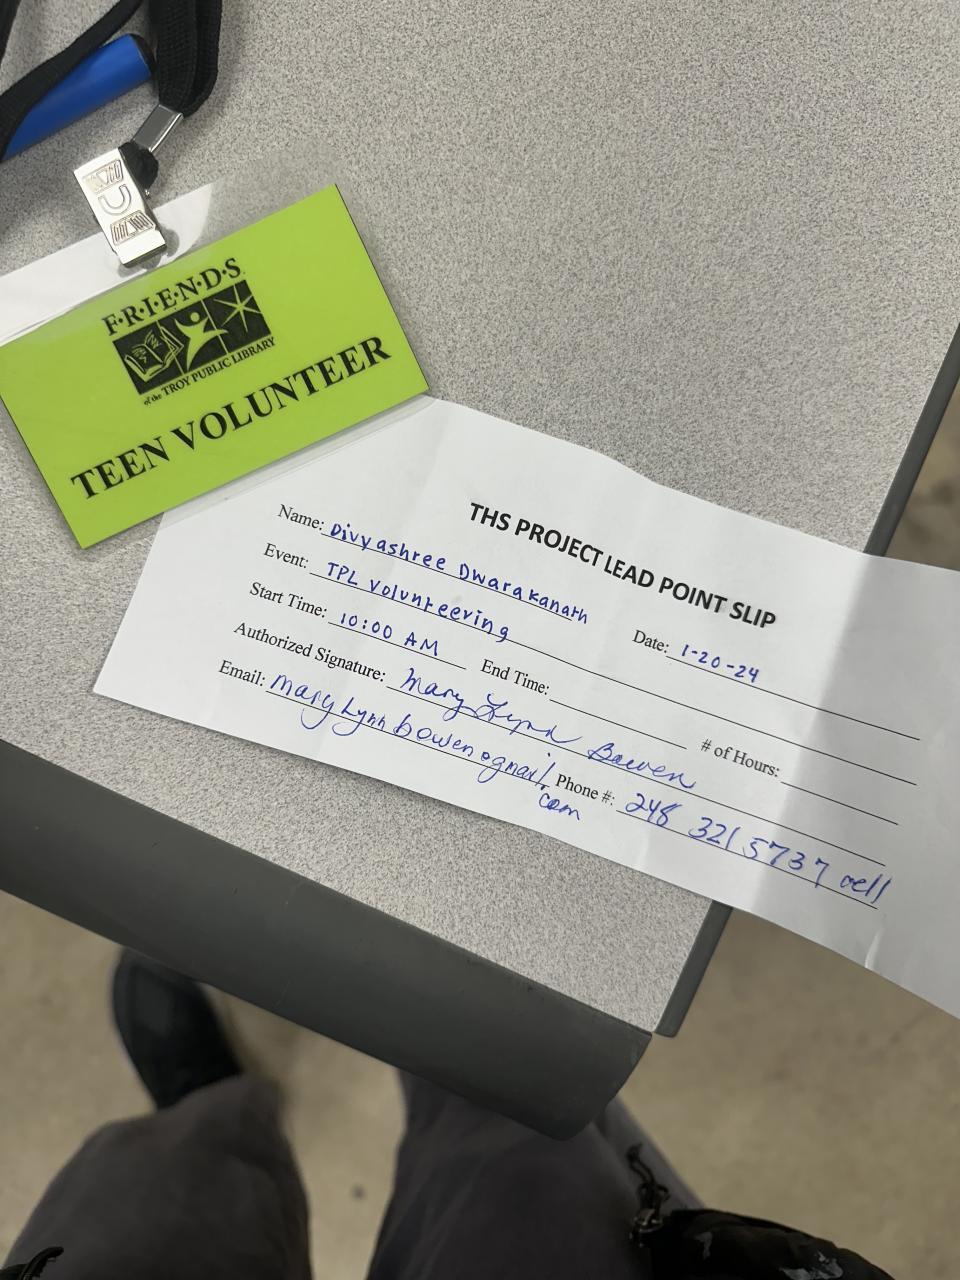 F·R·I·E·N·D·S
of the TROY PUBLIC LIBRARY
TEEN VOLUNTEER
THS PROJECT LEAD POINT SLIP
Name: Divyashree Dwarakanath Date: 1-20-24
Event: TPL Volunteering
Start Time: 10:00 AM End Time: # of Hours:
Authorized Signature: Mary Lynn Bowen
Email: MaryLynnbowen@gmail.com Phone #: 248 321 5737 cell